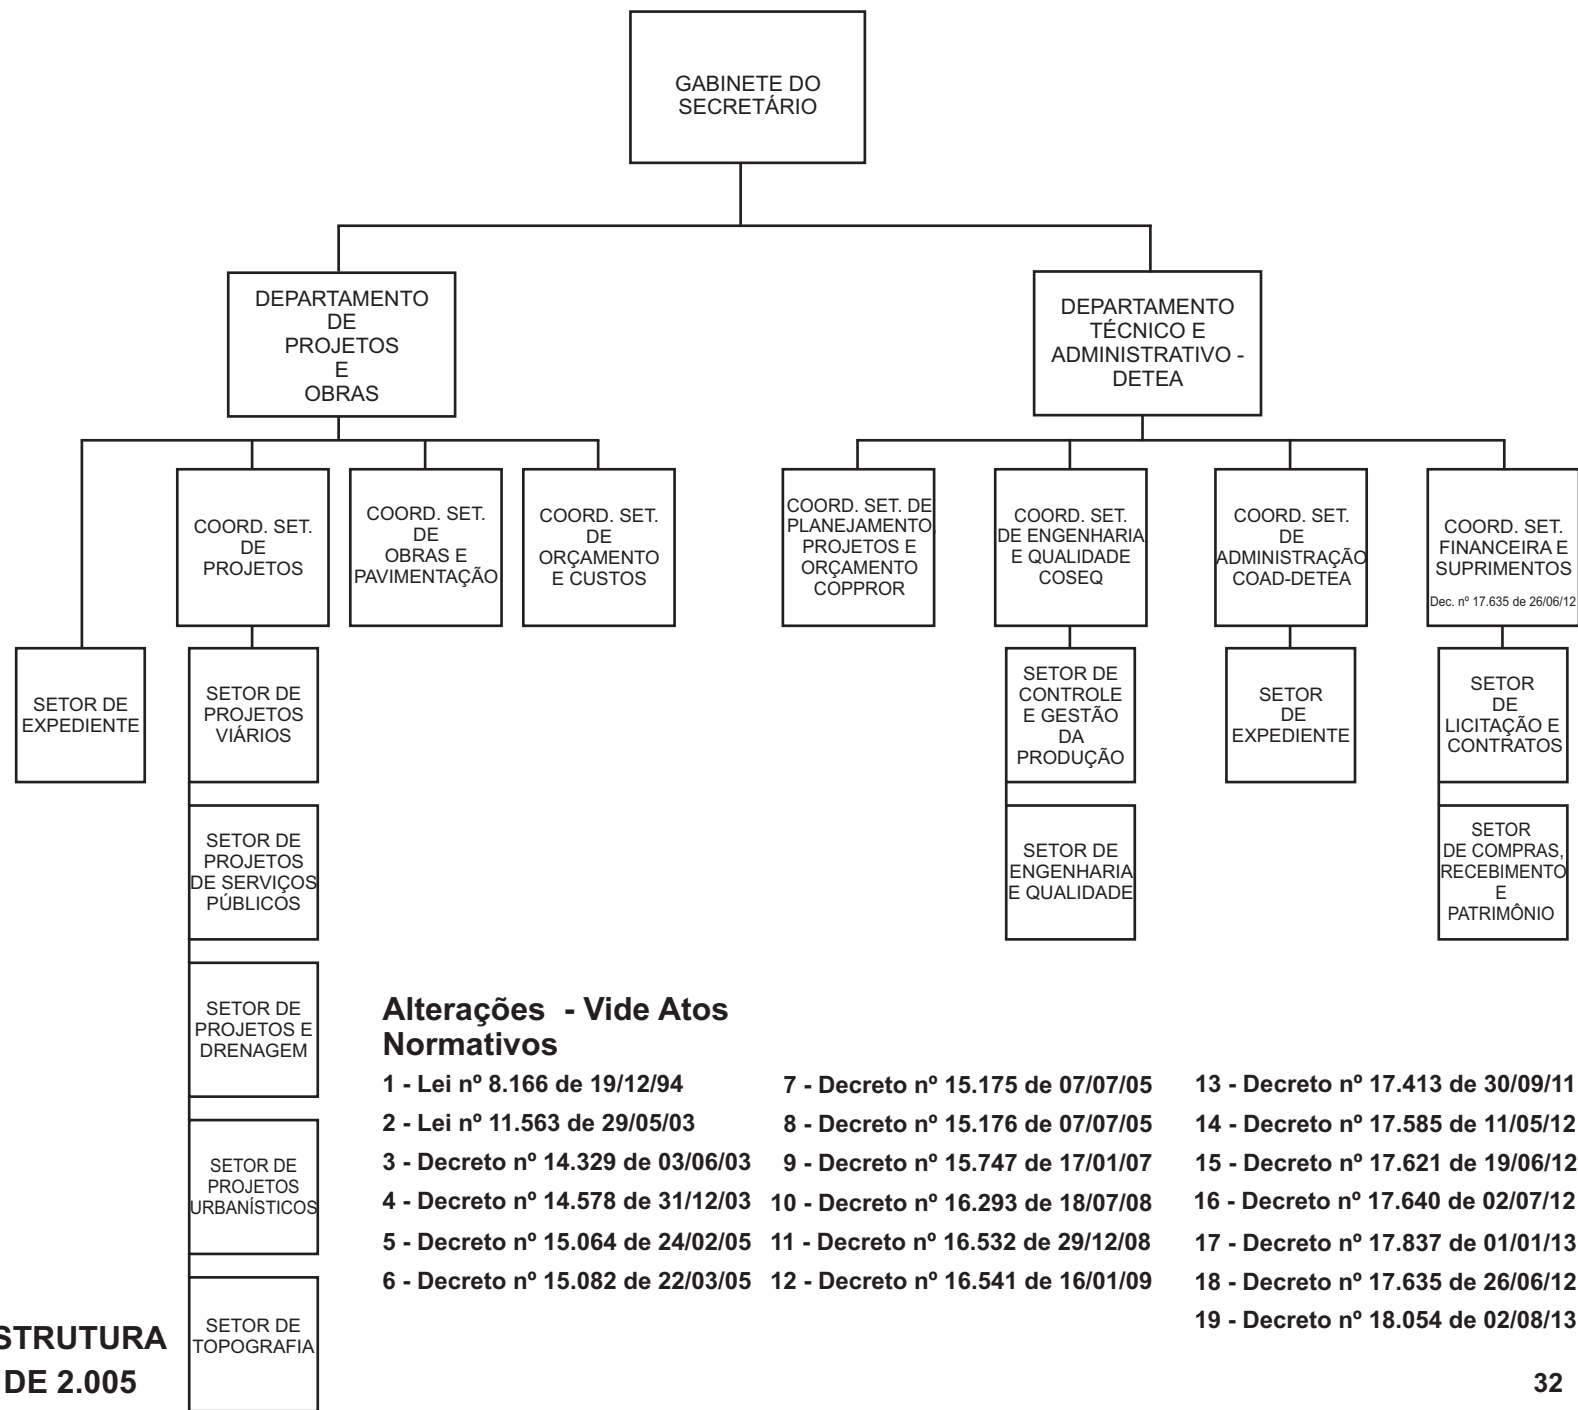 GABINETE DO
SECRETÁRIO
DEPARTAMENTO
DE
PROJETOS
E
OBRAS
DEPARTAMENTO
TÉCNICO E
ADMINISTRATIVO -
DETEA
COORD. SET.
DE
PROJETOS
COORD. SET.
DE
OBRAS E
PAVIMENTAÇÃO
COORD. SET.
DE
ORÇAMENTO
E CUSTOS
COORD. SET. DE
PLANEJAMENTO,
PROJETOS E
ORÇAMENTO
COPPROR
COORD. SET.
DE ENGENHARIA
E QUALIDADE
COSEQ
COORD. SET.
DE
ADMINISTRAÇÃO
COAD-DETEA
COORD. SET.
FINANCEIRA E
SUPRIMENTOS
Dec. nº 17.635 de 26/06/12
SETOR DE
EXPEDIENTE
SETOR DE
PROJETOS
VIÁRIOS
SETOR DE
CONTROLE
E GESTÃO
DA
PRODUÇÃO
SETOR
DE
EXPEDIENTE
SETOR
DE
LICITAÇÃO E
CONTRATOS
SETOR DE
PROJETOS
DE SERVIÇOS
PÚBLICOS
SETOR DE
ENGENHARIA
E QUALIDADE
SETOR
DE COMPRAS,
RECEBIMENTO
E
PATRIMÔNIO
SETOR DE
PROJETOS E
DRENAGEM
SETOR DE
PROJETOS
URBANÍSTICOS
SETOR DE
TOPOGRAFIA
Alterações - Vide Atos
Normativos
1 - Lei nº 8.166 de 19/12/94
2 - Lei nº 11.563 de 29/05/03
3 - Decreto nº 14.329 de 03/06/03
4 - Decreto nº 14.578 de 31/12/03
5 - Decreto nº 15.064 de 24/02/05
6 - Decreto nº 15.082 de 22/03/05
7 - Decreto nº 15.175 de 07/07/05
8 - Decreto nº 15.176 de 07/07/05
9 - Decreto nº 15.747 de 17/01/07
10 - Decreto nº 16.293 de 18/07/08
11 - Decreto nº 16.532 de 29/12/08
12 - Decreto nº 16.541 de 16/01/09
13 - Decreto nº 17.413 de 30/09/11
14 - Decreto nº 17.585 de 11/05/12
15 - Decreto nº 17.621 de 19/06/12
16 - Decreto nº 17.640 de 02/07/12
17 - Decreto nº 17.837 de 01/01/13
18 - Decreto nº 17.635 de 26/06/12
19 - Decreto nº 18.054 de 02/08/13
STRUTURA
DE 2.005
32